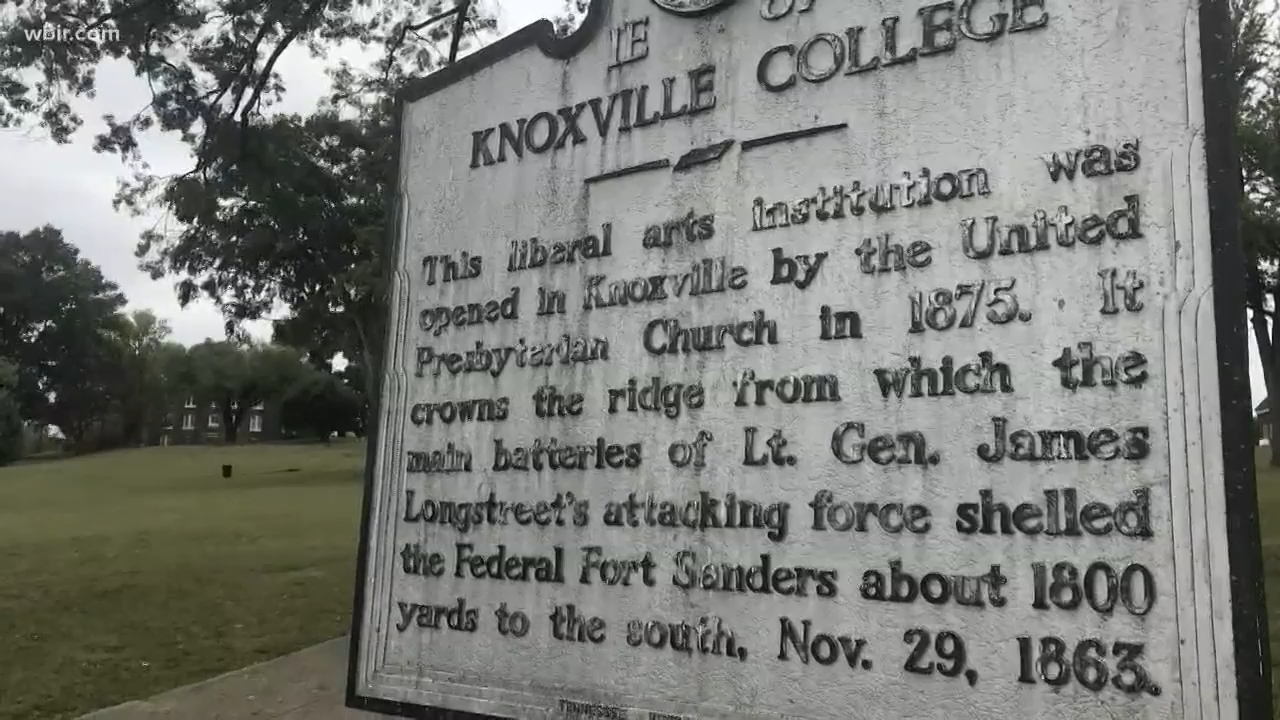 wbir.com
KNOXVILLE COLLEGE
This liberal arts institution was
opened in Knoxville by the United
Presbyterian Church in 1875. It
crowns the ridge from which the
main batteries of Lt. Gen. James
Longstreet's attacking force shelled
the Federal Fort Sanders about 1800
yards to the south, Nov. 29, 1863.
TENNESSEE